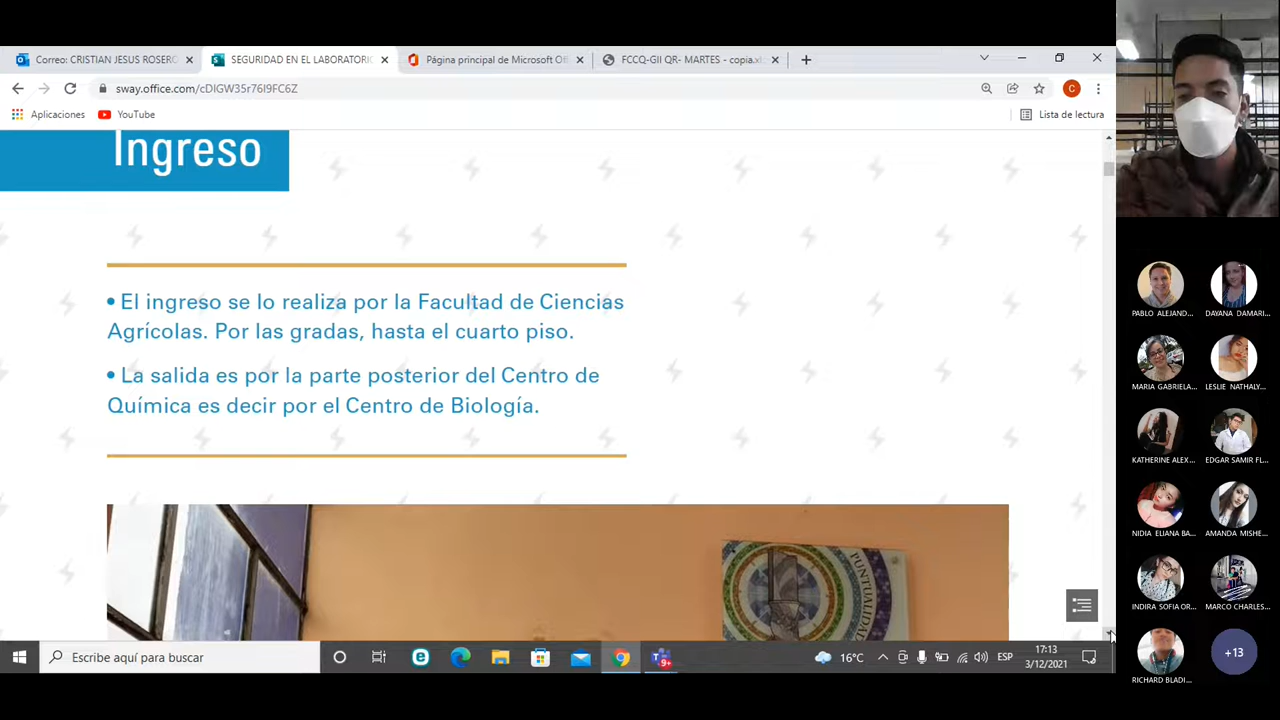 Correo: CRISTIAN JESUS ROSERO
SEGURIDAD EN EL LABORATORIO
Página principal de Microsoft Of
FCCQ-GII QR- MARTES - copia.xl
sway.office.com/cDIGW35r76I9FC6Z
C
Aplicaciones
YouTube
Lista de lectura
Ingreso
• El ingreso se lo realiza por la Facultad de Ciencias
Agrícolas. Por las gradas, hasta el cuarto piso.
• La salida es por la parte posterior del Centro de
Química es decir por el Centro de Biología.
PUNTUALIDAD
Escribe aquí para buscar
9+
16°C
ESP
17:13
3/12/2021
PABLO ALEJAND...
DAYANA DAMARI...
MARIA GABRIELA...
LESLIE NATHALY...
KATHERINE ALEX...
EDGAR SAMIR FL...
NIDIA ELIANA BA...
AMANDA MISHE...
INDIRA SOFIA OR...
MARCO CHARLES...
RICHARD BLADI...
+13